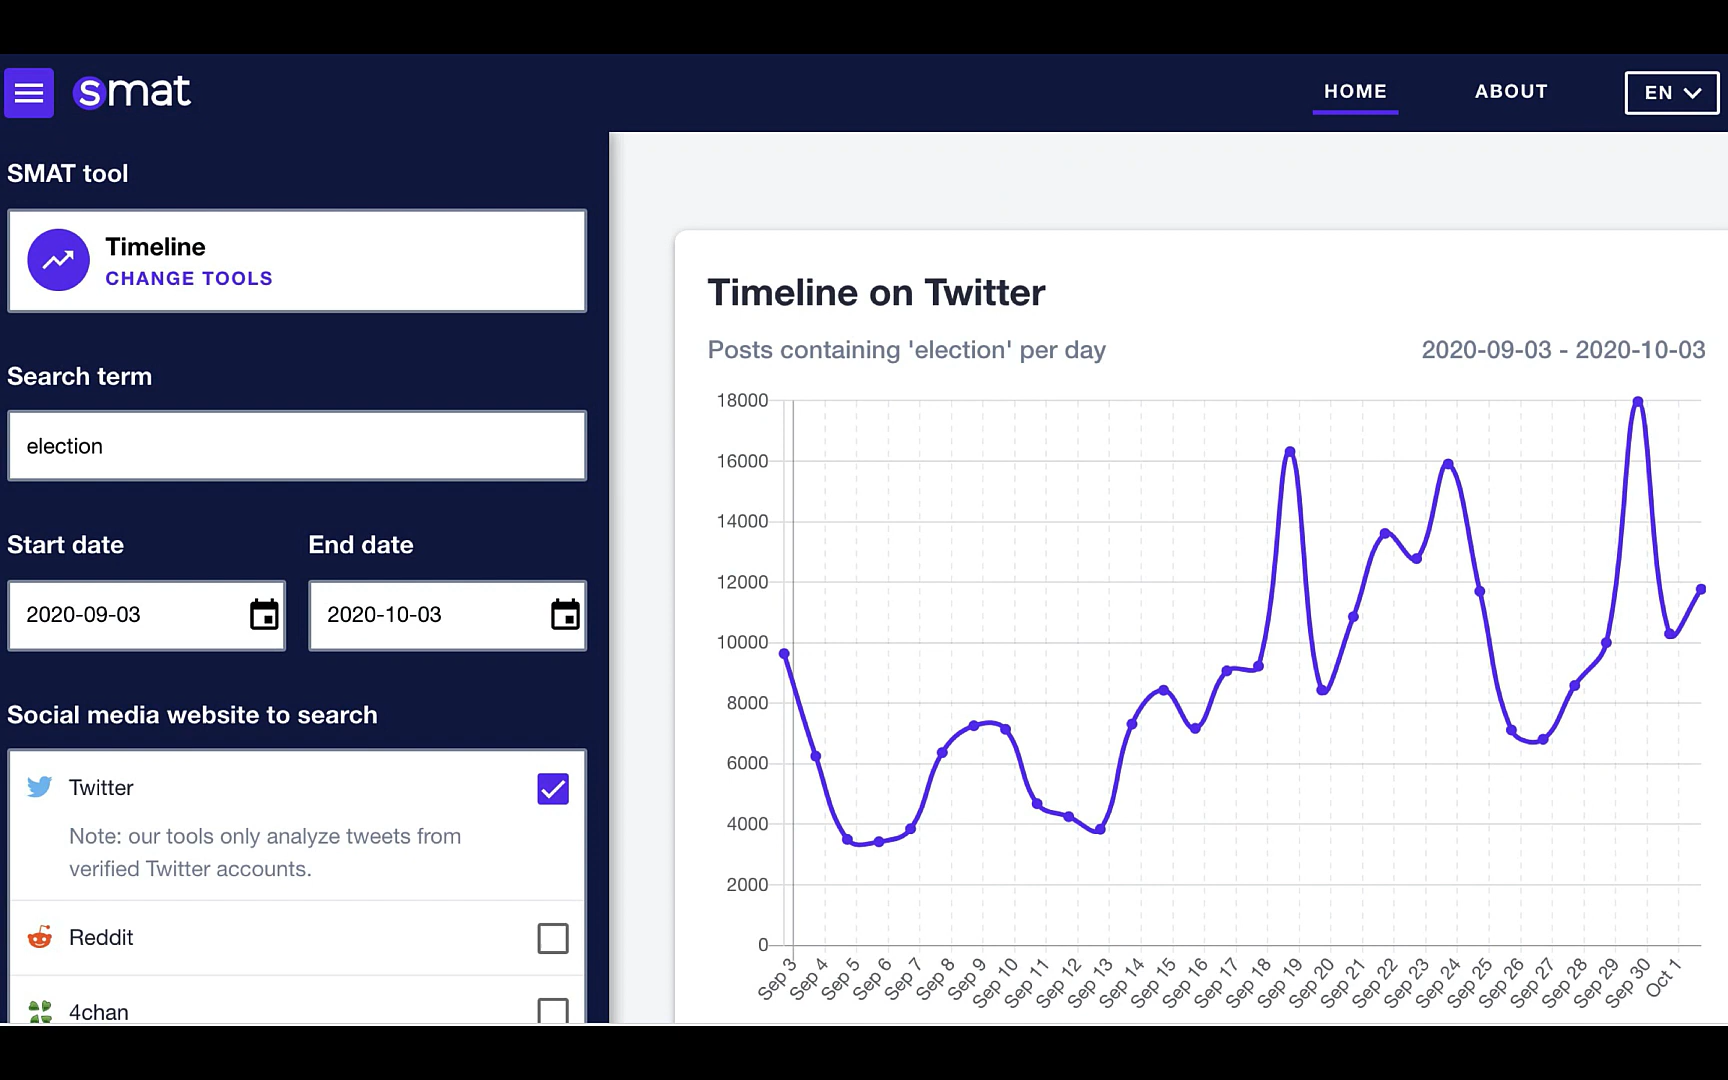 smat
HOME
ABOUT
EN
SMAT tool
Timeline
CHANGE TOOLS
Search term
election
Start date
End date
2020-09-03
2020-10-03
Social media website to search
Twitter
Note: our tools only analyze tweets from
verified Twitter accounts.
Reddit
4chan
Timeline on Twitter
Posts containing 'election' per day
2020-09-03 - 2020-10-03
18000
16000
14000
12000
10000
8000
6000
4000
2000
0
Sep 3
Sep 4
Sep 5
Sep 6
Sep 7
Sep 8
Sep 9
Sep 10
Sep 11
Sep 12
Sep 13
Sep 14
Sep 15
Sep 16
Sep 17
Sep 18
Sep 19
Sep 20
Sep 21
Sep 22
Sep 23
Sep 24
Sep 25
Sep 26
Sep 27
Sep 28
Sep 29
Sep 30
Oct 1